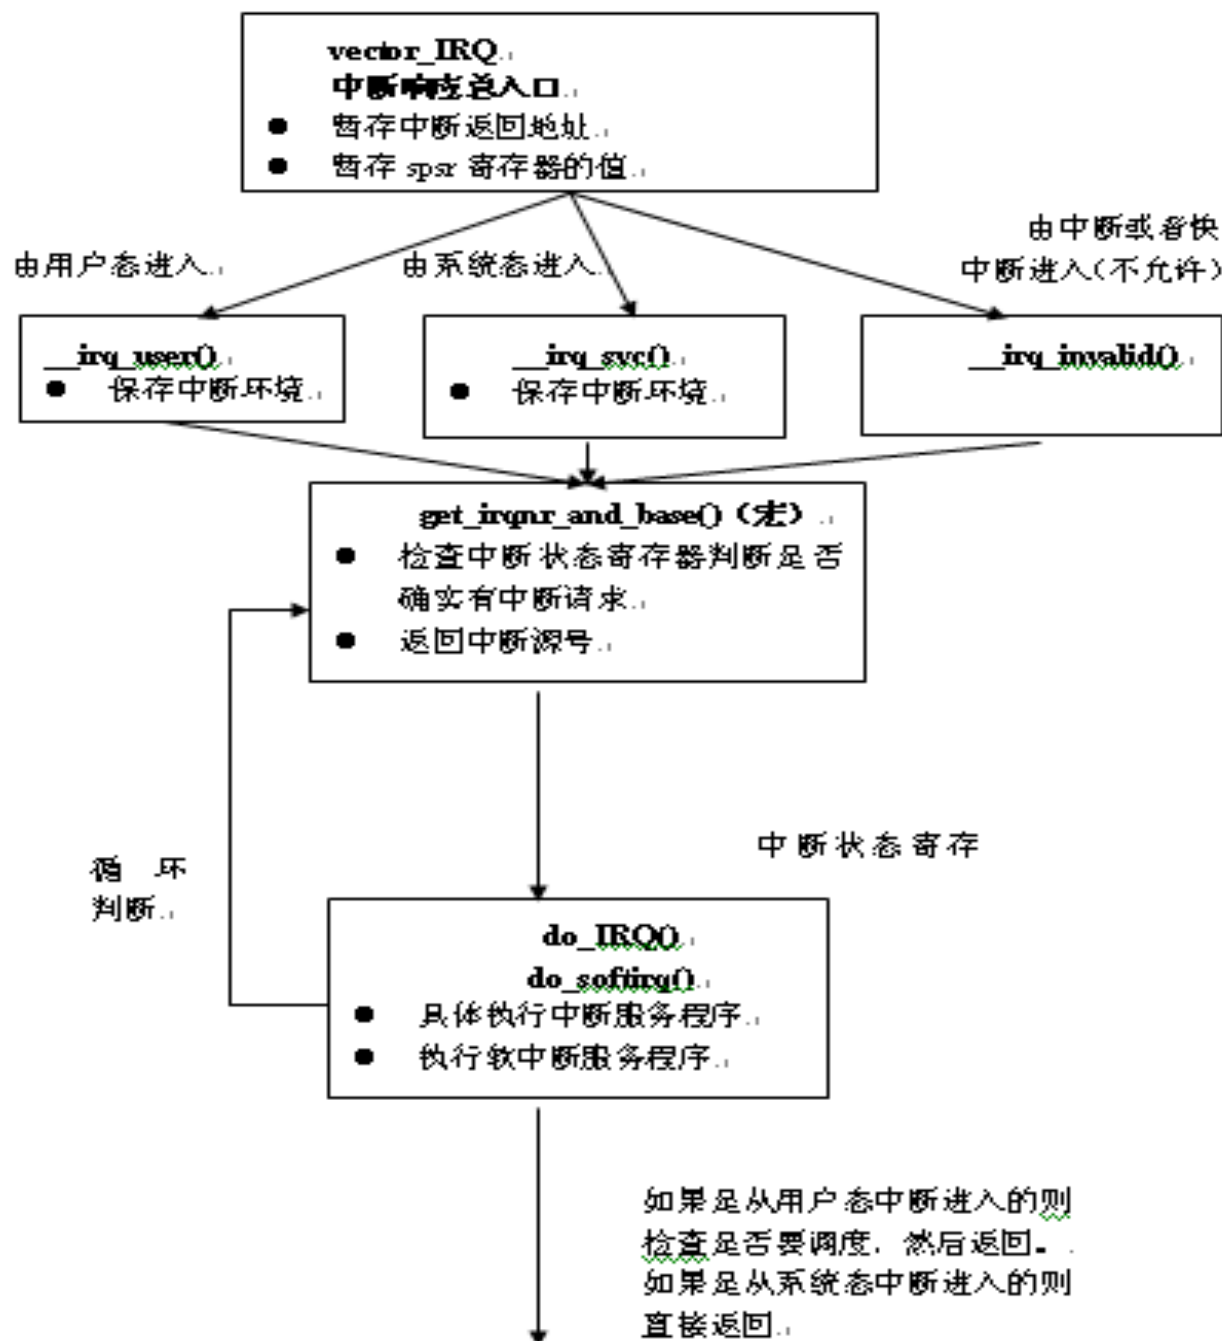 vector_IRQ
中断响应总入口
● 暂存中断返回地址
● 暂存 spsr 寄存器的值
由用户态进入
由系统态进入
由中断或者快
中断进入(不允许)
__irq_user()
● 保存中断环境
__irq_svc()
● 保存中断环境
__irq_invalid()
get_irqnr_and_base()（宏）
● 检查中断状态寄存器判断是否
确实有中断请求
● 返回中断源号
中断状态寄存
循 环
判断
do_IRQ()
do_softirq()
● 具体执行中断服务程序
● 执行软中断服务程序
如果是从用户态中断进入的则
检查是否要调度，然后返回。
如果是从系统态中断进入的则
直接返回